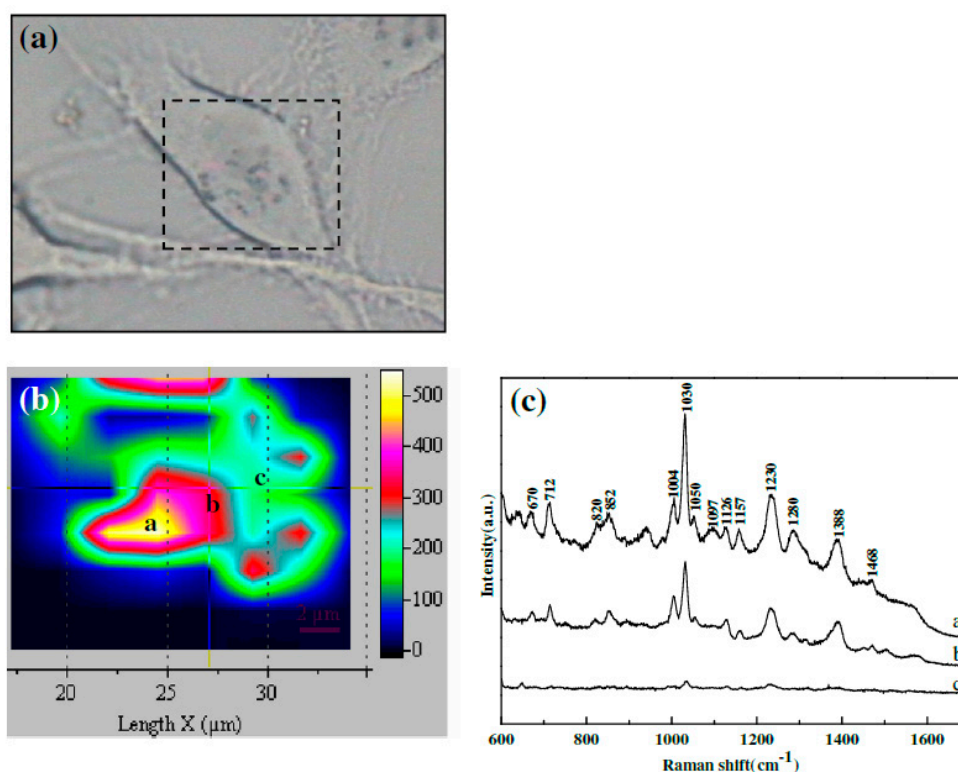 (a)
(b)
500
400
300
200
100
0
a
b
c
2 µm
20 25 30
Length X (µm)
(c)
Intensity(a.u.)
670
712
820
852
1004
1030
1050
1097
1126
1157
1230
1280
1388
1468
a
b
c
600 800 1000 1200 1400 1600
Raman shift(cm-1)